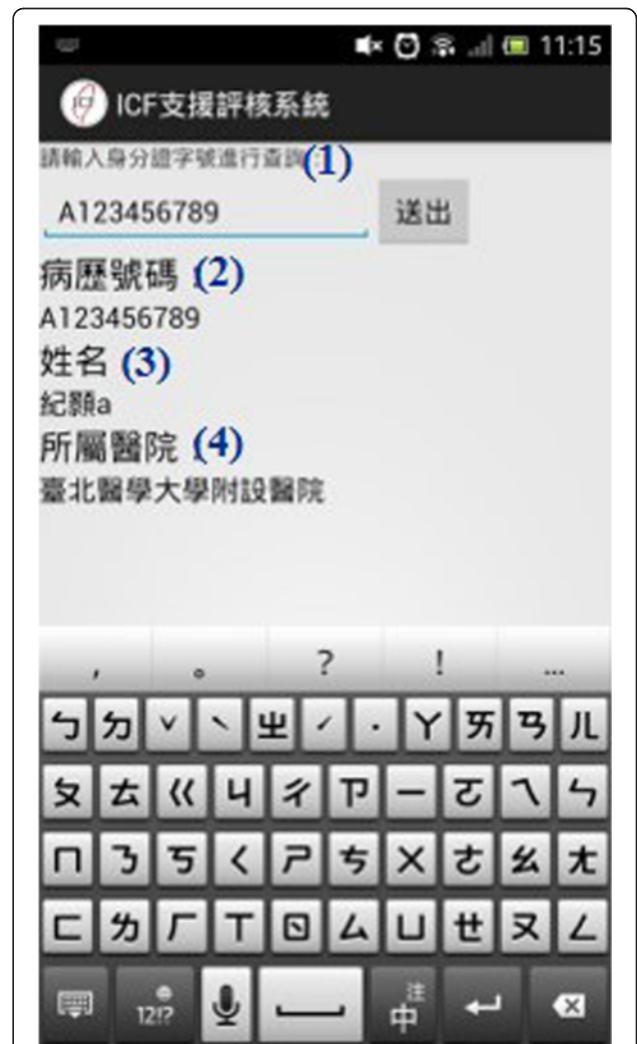 11:15
ICF支援評核系統
請輸入身分證字號進行查詢： (1)
A123456789 送出
病歷號碼 (2)
A123456789
姓名 (3)
紀顥a
所屬醫院 (4)
臺北醫學大學附設醫院
, 。 ? ! ...
ㄅ ㄉ ˇ ˋ ㄓ ˊ ˙ ㄚ ㄞ ㄢ ㄦ
ㄆ ㄊ ㄍ ㄐ ㄔ ㄗ ㄧ ㄛ ㄟ ㄣ
ㄇ ㄋ ㄎ ㄑ ㄕ ㄘ ㄨ ㄜ ㄠ ㄤ
ㄈ ㄌ ㄏ ㄒ ㄖ ㄙ ㄩ ㄝ ㄡ ㄥ
12!? 注 中